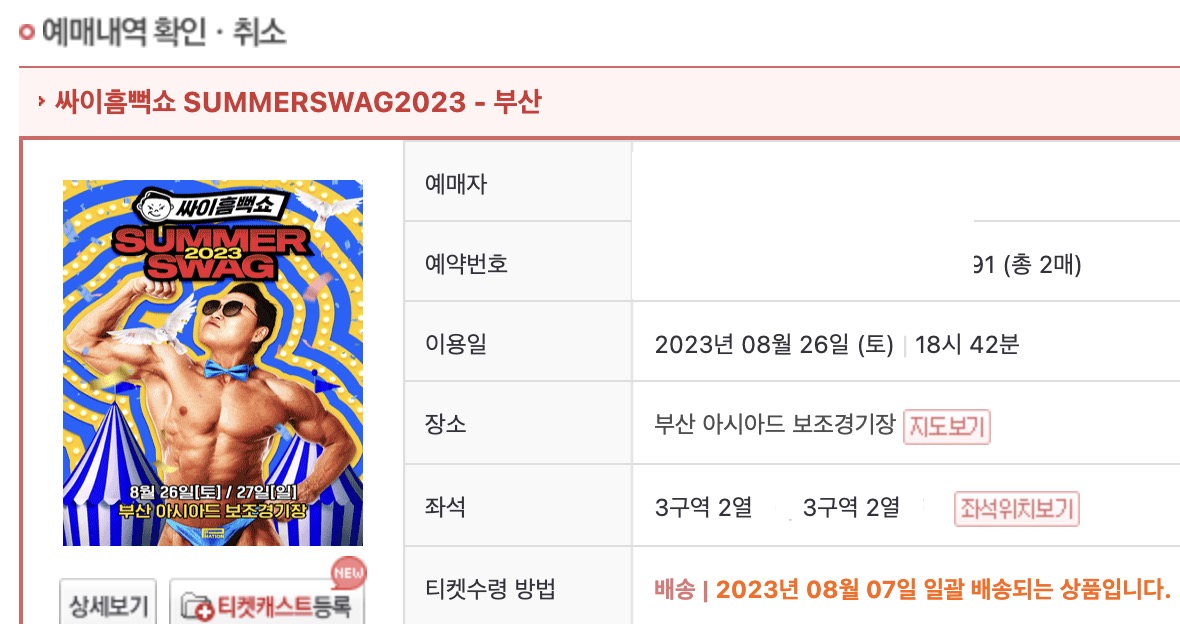 예매내역 확인 · 취소
싸이흠뻑쇼 SUMMERSWAG2023 - 부산
싸이흠뻑쇼
SUMMER
2023
SWAG
8월 26일[토] / 27일[일]
부산 아시아드 보조경기장
P NATION
상세보기
NEW
티켓캐스트등록
예매자
예약번호 91 (총 2매)
이용일 2023년 08월 26일 (토) | 18시 42분
장소 부산 아시아드 보조경기장 지도보기
좌석 3구역 2열 3구역 2열 좌석위치보기
티켓수령 방법 배송 | 2023년 08월 07일 일괄 배송되는 상품입니다.